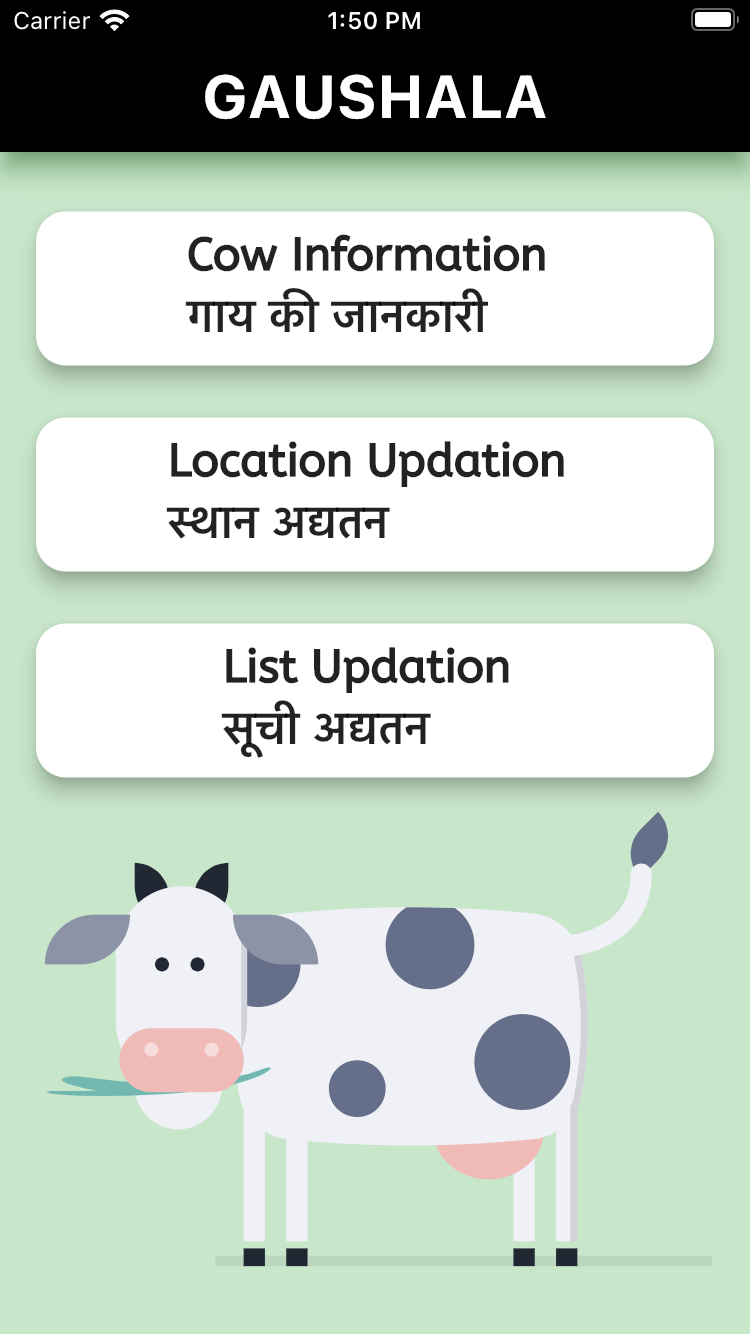 Carrier 1:50 PM
GAUSHALA
Cow Information
गाय की जानकारी
Location Updation
स्थान अद्यतन
List Updation
सूची अद्यतन